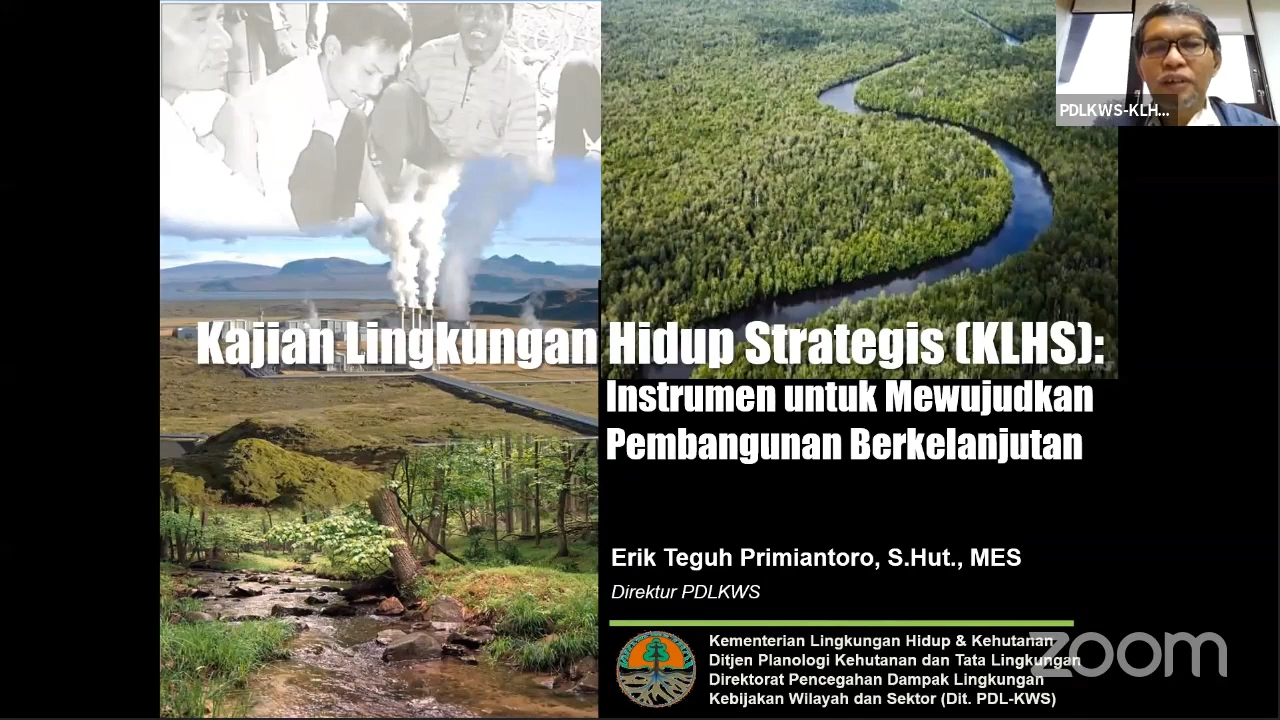 PDLKWS-KLH...
Kajian Lingkungan Hidup Strategis (KLHS):
Instrumen untuk Mewujudkan
Pembangunan Berkelanjutan
Erik Teguh Primiantoro, S.Hut., MES
Direktur PDLKWS
Kementerian Lingkungan Hidup & Kehutanan
Ditjen Planologi Kehutanan dan Tata Lingkungan
Direktorat Pencegahan Dampak Lingkungan
Kebijakan Wilayah dan Sektor (Dit. PDL-KWS)
zoom